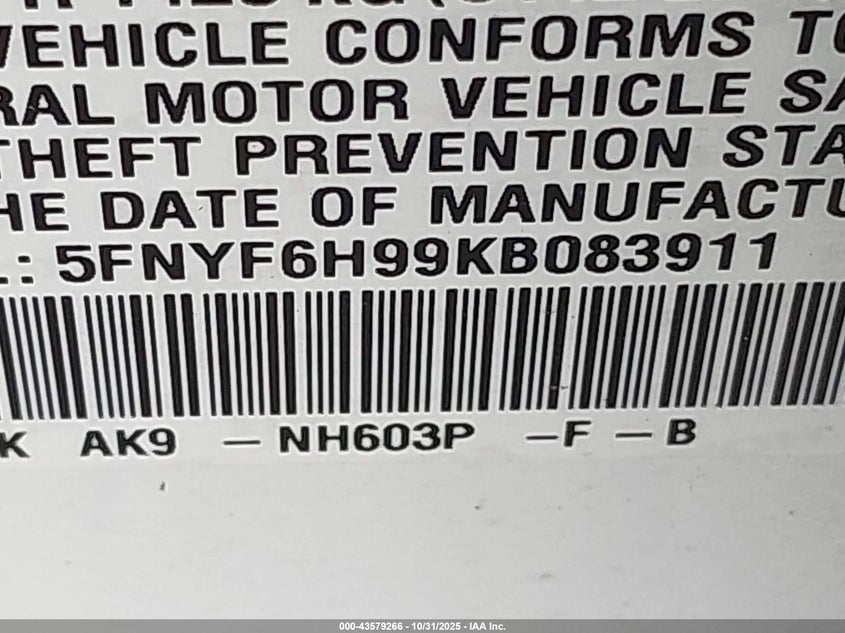 VEHICLE CONFORMS TO
RAL MOTOR VEHICLE SA
THEFT PREVENTION STA
HE DATE OF MANUFACTU
L: 5FNYF6H99KB083911
K AK9 – NH603P –F – B
000-43579266 - 10/31/2025 - IAA Inc.